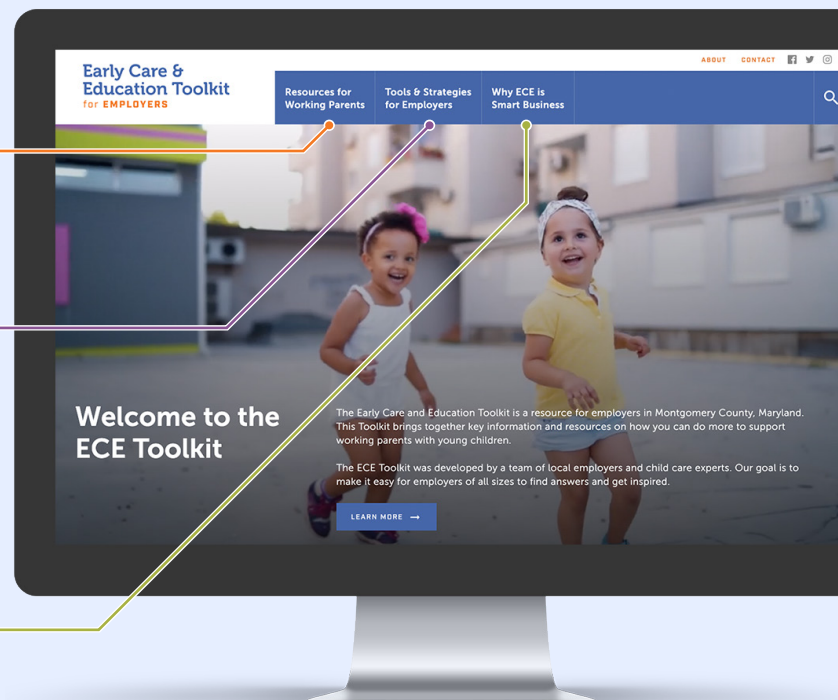 Early Care &
Education Toolkit
for EMPLOYERS
ABOUT CONTACT
Resources for
Working Parents
Tools & Strategies
for Employers
Why ECE is
Smart Business
Welcome to the
ECE Toolkit
The Early Care and Education Toolkit is a resource for employers in Montgomery County, Maryland.
This Toolkit brings together key information and resources on how you can do more to support
working parents with young children.
The ECE Toolkit was developed by a team of local employers and child care experts. Our goal is to
make it easy for employers of all sizes to find answers and get inspired.
LEARN MORE →